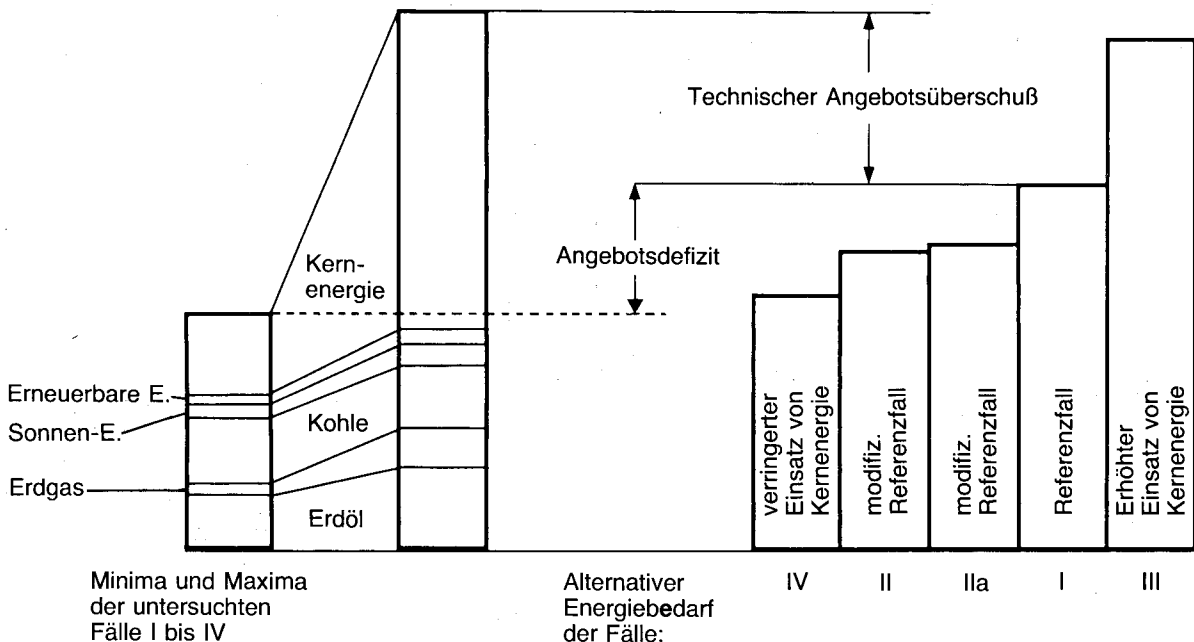 Technischer Angebotsüberschuß
Angebotsdefizit
Kern-
energie
Erneuerbare E.
Sonnen-E.
Kohle
Erdgas
Erdöl
verringerter
Einsatz von
Kernenergie
modifiz.
Referenzfall
modifiz.
Referenzfall
Referenzfall
Erhöhter
Einsatz von
Kernenergie
Minima und Maxima
der untersuchten
Fälle I bis IV
Alternativer
Energiebedarf
der Fälle:
IV
II
IIa
I
III